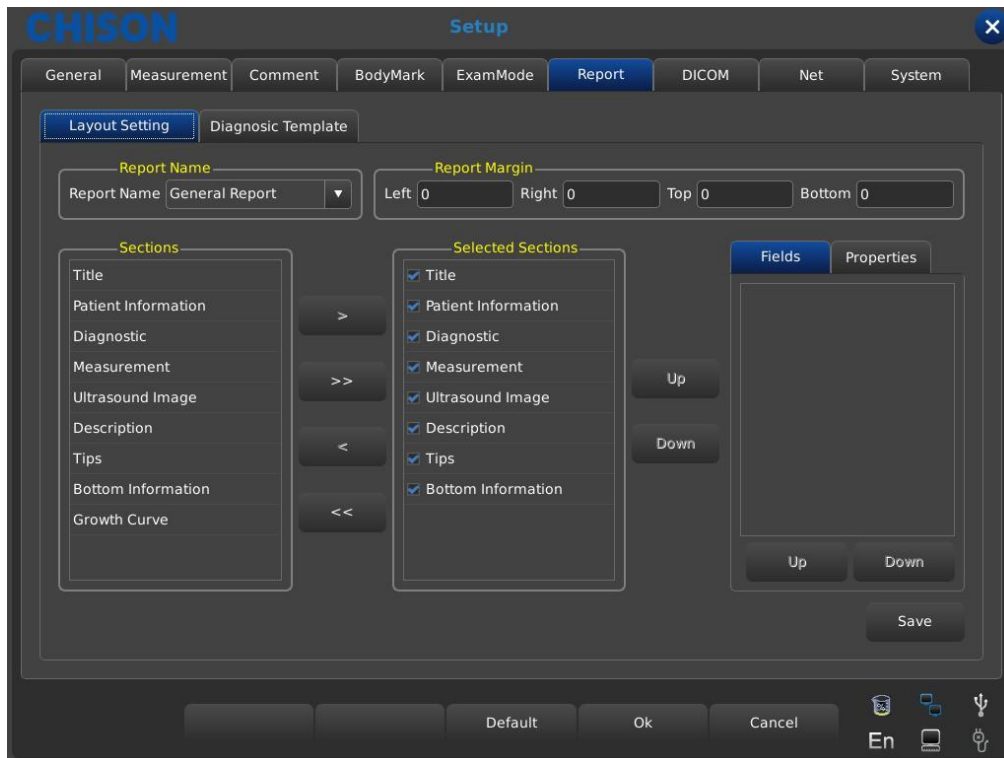 CHISON Setup
General Measurement Comment BodyMark ExamMode Report DICOM Net System
Layout Setting Diagnosic Template
Report Name
Report Name General Report
Report Margin
Left 0 Right 0 Top 0 Bottom 0
Sections
Title
Patient Information
Diagnostic
Measurement
Ultrasound Image
Description
Tips
Bottom Information
Growth Curve
>
>>
<
<<
Selected Sections
Title
Patient Information
Diagnostic
Measurement
Ultrasound Image
Description
Tips
Bottom Information
Up
Down
Fields Properties
Up Down
Save
Default Ok Cancel
En